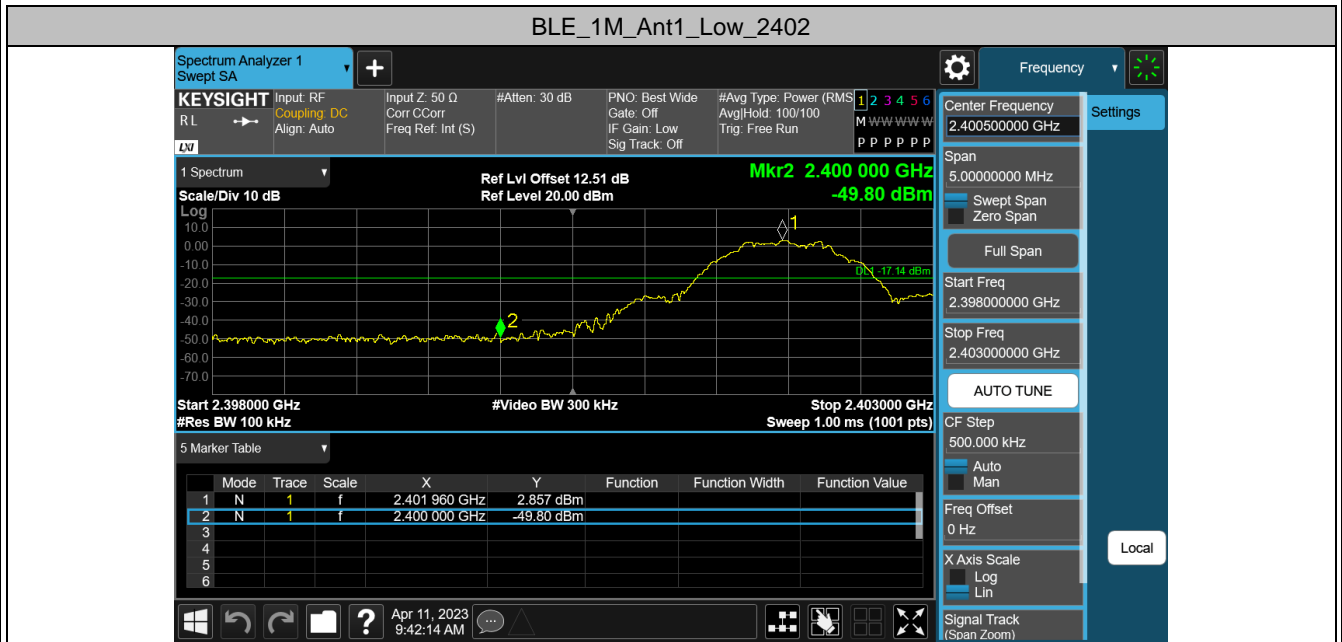 BLE_1M_Ant1_Low_2402
Spectrum Analyzer 1
Swept SA
Frequency
KEYSIGHT
R L
LXI
Input: RF
Coupling: DC
Align: Auto
Input Z: 50 Ω
Corr CCorr
Freq Ref: Int (S)
#Atten: 30 dB
PNO: Best Wide
Gate: Off
IF Gain: Low
Sig Track: Off
#Avg Type: Power (RMS
Avg|Hold: 100/100
Trig: Free Run
1 2 3 4 5 6
M W W W W W
P P P P P P
1 Spectrum
Scale/Div 10 dB
Ref Lvl Offset 12.51 dB
Ref Level 20.00 dBm
Mkr2 2.400 000 GHz
-49.80 dBm
Log
10.0
0.00
-10.0
-20.0
-30.0
-40.0
-50.0
-60.0
-70.0
1
2
DL1 -17.14 dBm
Start 2.398000 GHz
#Video BW 300 kHz
Stop 2.403000 GHz
#Res BW 100 kHz
Sweep 1.00 ms (1001 pts)
5 Marker Table
Mode Trace Scale X Y Function Function Width Function Value
1 N 1 f 2.401 960 GHz 2.857 dBm
2 N 1 f 2.400 000 GHz -49.80 dBm
3
4
5
6
Apr 11, 2023
9:42:14 AM
Center Frequency
2.400500000 GHz
Span
5.00000000 MHz
Swept Span
Zero Span
Full Span
Start Freq
2.398000000 GHz
Stop Freq
2.403000000 GHz
AUTO TUNE
CF Step
500.000 kHz
Auto
Man
Freq Offset
0 Hz
X Axis Scale
Log
Lin
Signal Track
(Span Zoom)
Settings
Local